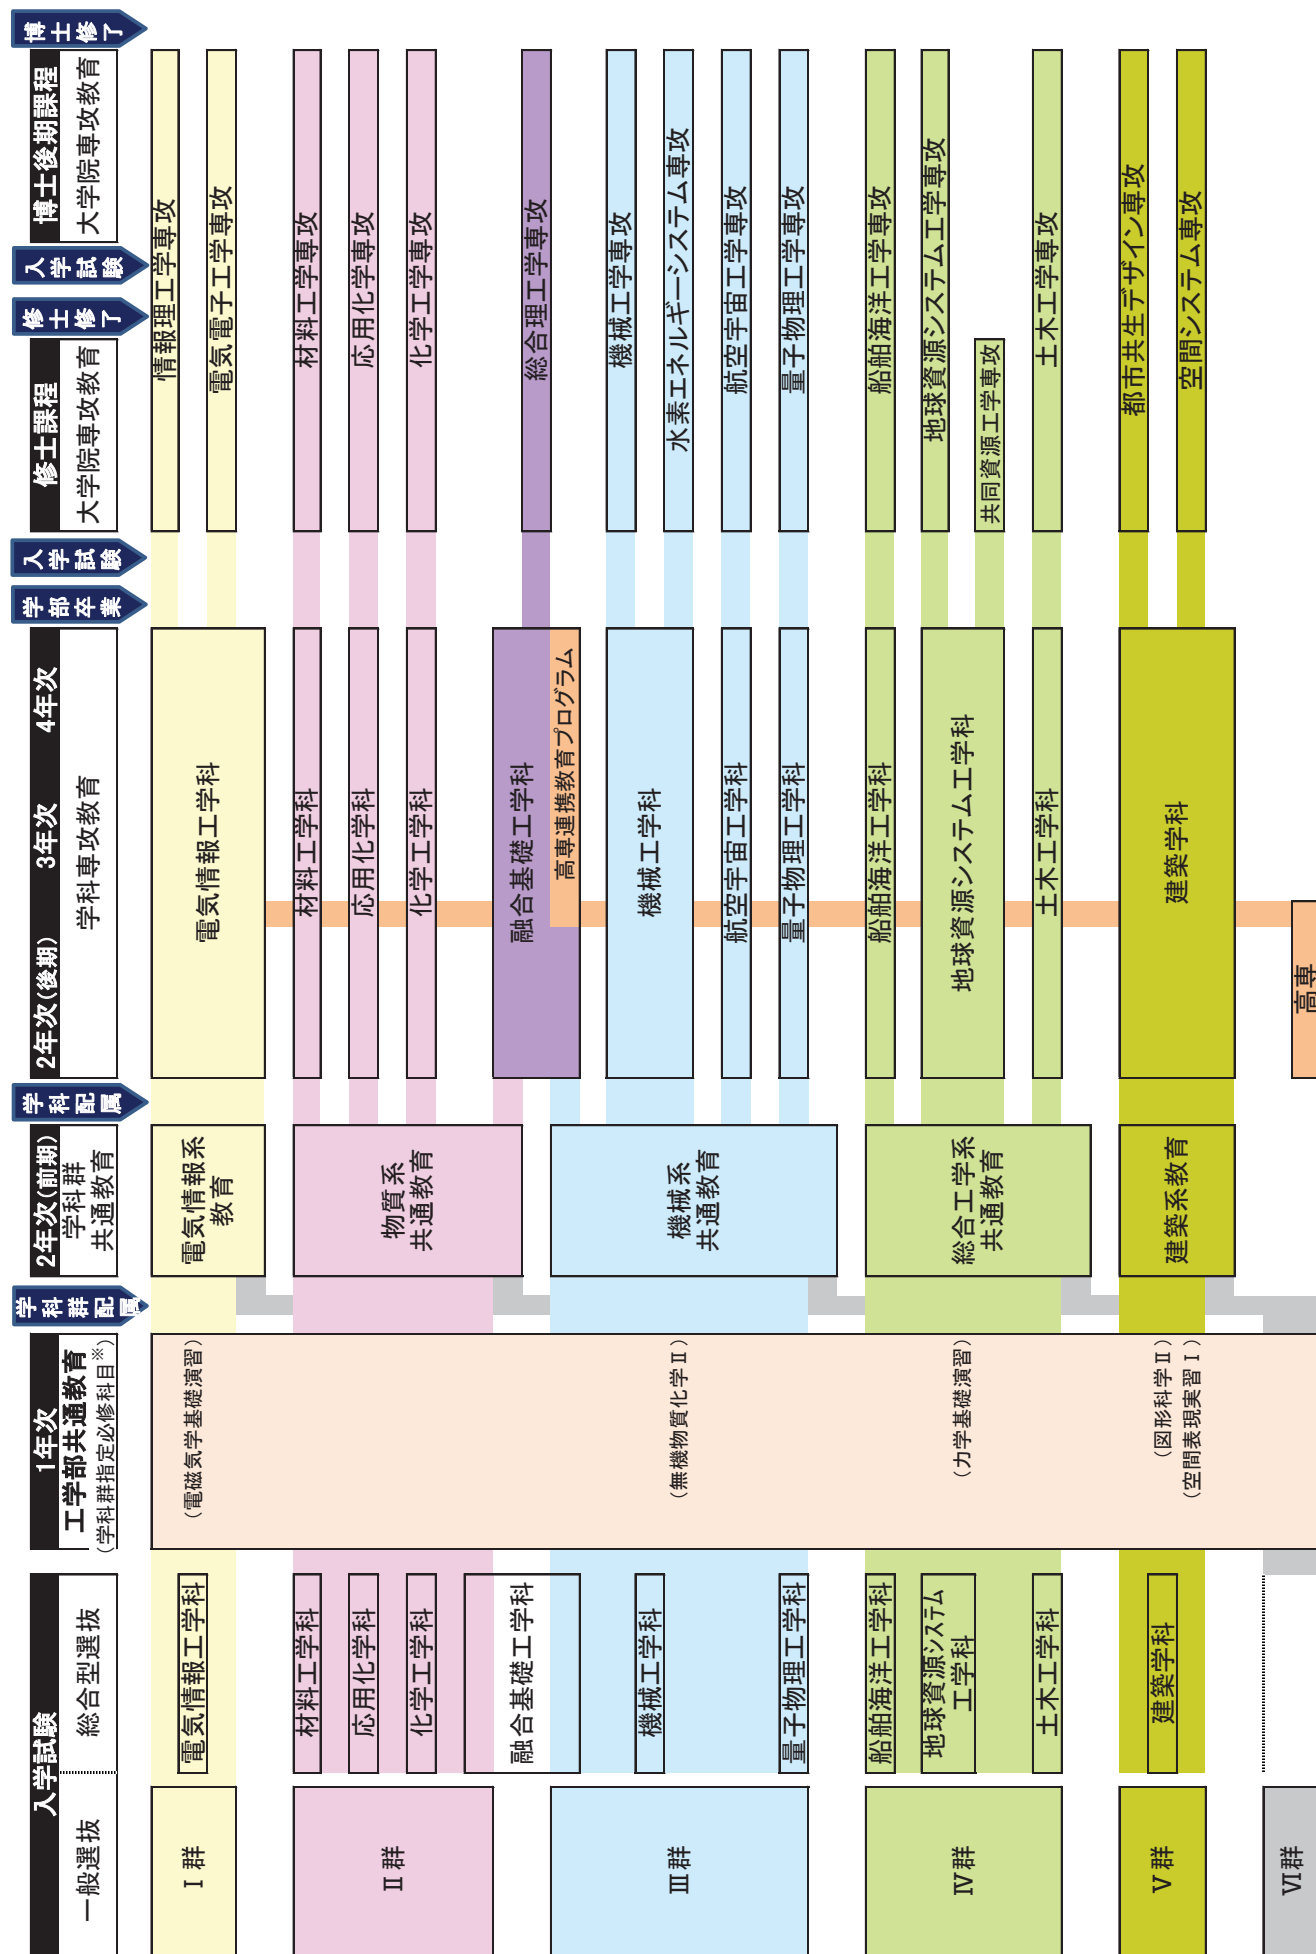 入学試験
一般選抜
総合型選抜
1年次
工学部共通教育
（学科群指定必修科目※）
学科群配属
2年次（前期）
学科群
共通教育
学科配属
2年次（後期）
3年次
4年次
学科専攻教育
学部卒業
入学試験
修士課程
大学院専攻教育
修士修了
入学試験
博士後期課程
大学院専攻教育
博士修了
Ⅰ群
電気情報工学科
（電磁気学基礎演習）
電気情報系
教育
電気情報工学科
情報理工学専攻
電気電子工学専攻
Ⅱ群
材料工学科
応用化学科
化学工学科
融合基礎工学科
物質系
共通教育
材料工学科
応用化学科
化学工学科
材料工学専攻
応用化学専攻
化学工学専攻
融合基礎工学科
高専連携教育プログラム
総合理工学専攻
Ⅲ群
機械工学科
量子物理工学科
（無機物質化学Ⅱ）
機械系
共通教育
機械工学科
航空宇宙工学科
量子物理工学科
機械工学専攻
水素エネルギーシステム専攻
航空宇宙工学専攻
量子物理工学専攻
Ⅳ群
船舶海洋工学科
地球資源システム
工学科
土木工学科
（力学基礎演習）
総合工学系
共通教育
船舶海洋工学科
地球資源システム工学科
土木工学科
船舶海洋工学専攻
地球資源システム工学専攻
共同資源工学専攻
土木工学専攻
Ⅴ群
建築学科
（図形科学Ⅱ）
（空間表現実習Ⅰ）
建築系教育
建築学科
都市共生デザイン専攻
空間システム専攻
Ⅵ群
高専